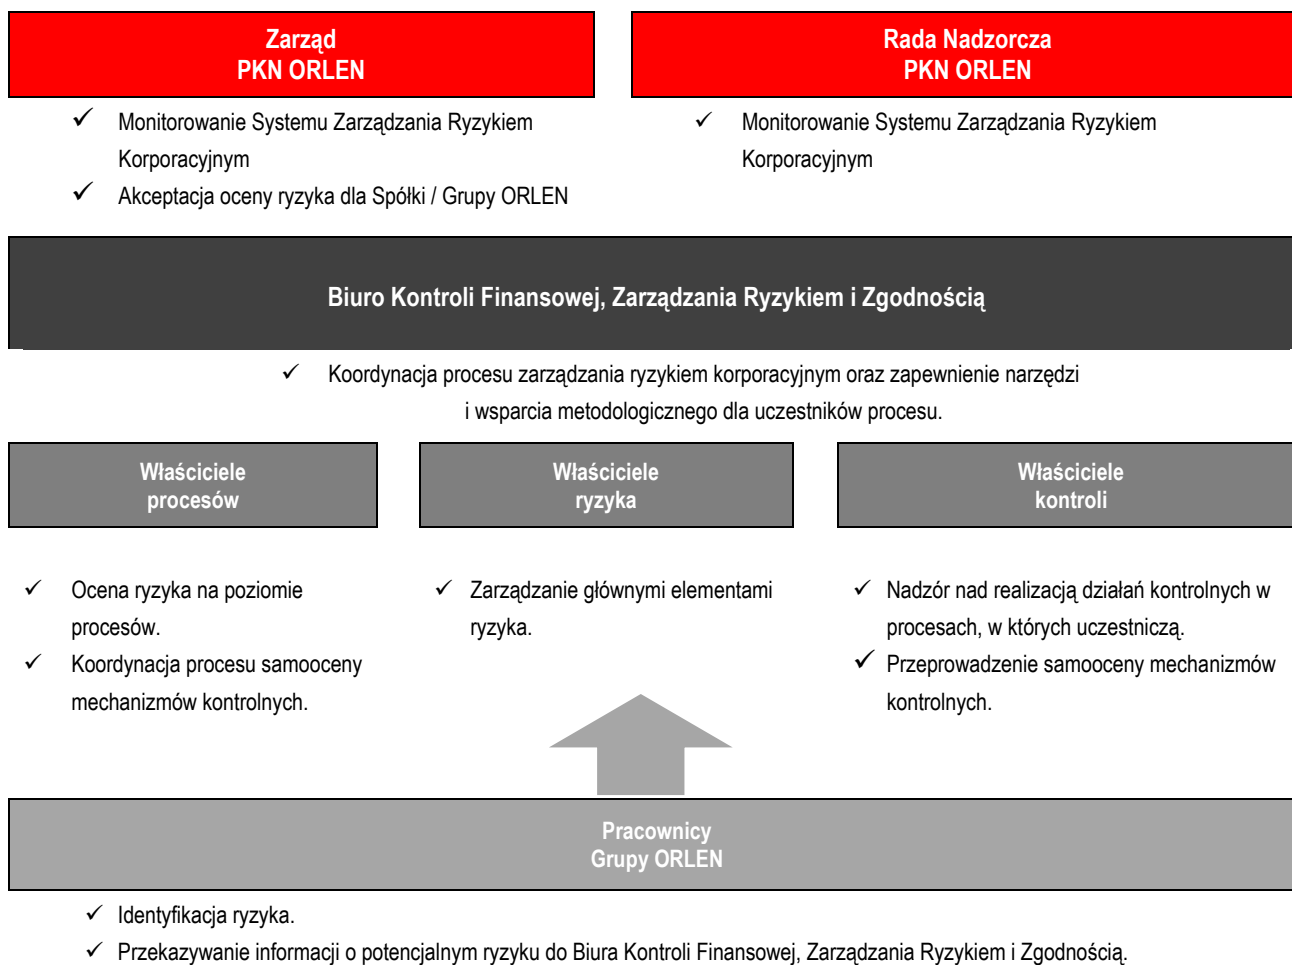 Zarząd
PKN ORLEN
Rada Nadzorcza
PKN ORLEN
✓ Monitorowanie Systemu Zarządzania Ryzykiem
Korporacyjnym
✓ Akceptacja oceny ryzyka dla Spółki / Grupy ORLEN
✓ Monitorowanie Systemu Zarządzania Ryzykiem
Korporacyjnym
Biuro Kontroli Finansowej, Zarządzania Ryzykiem i Zgodnością
✓ Koordynacja procesu zarządzania ryzykiem korporacyjnym oraz zapewnienie narzędzi
i wsparcia metodologicznego dla uczestników procesu.
Właściciele
procesów
Właściciele
ryzyka
Właściciele
kontroli
✓ Ocena ryzyka na poziomie
procesów.
✓ Koordynacja procesu samooceny
mechanizmów kontrolnych.
✓ Zarządzanie głównymi elementami
ryzyka.
✓ Nadzór nad realizacją działań kontrolnych w
procesach, w których uczestniczą.
✓ Przeprowadzenie samooceny mechanizmów
kontrolnych.
Pracownicy
Grupy ORLEN
✓ Identyfikacja ryzyka.
✓ Przekazywanie informacji o potencjalnym ryzyku do Biura Kontroli Finansowej, Zarządzania Ryzykiem i Zgodnością.